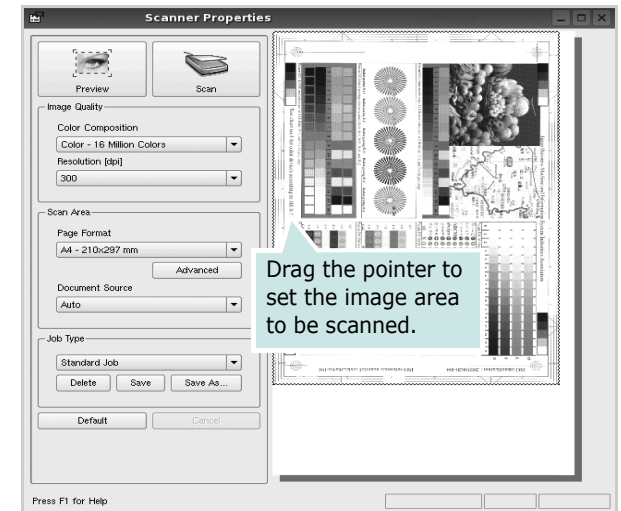 Scanner Properties
Preview
Scan
Image Quality
Color Composition
Color - 16 Million Colors
Resolution [dpi]
300
Scan Area
Page Format
A4 - 210x297 mm
Advanced
Document Source
Auto
Job Type
Standard Job
Delete
Save
Save As...
Default
Cancel
Drag the pointer to
set the image area
to be scanned.
Press F1 for Help